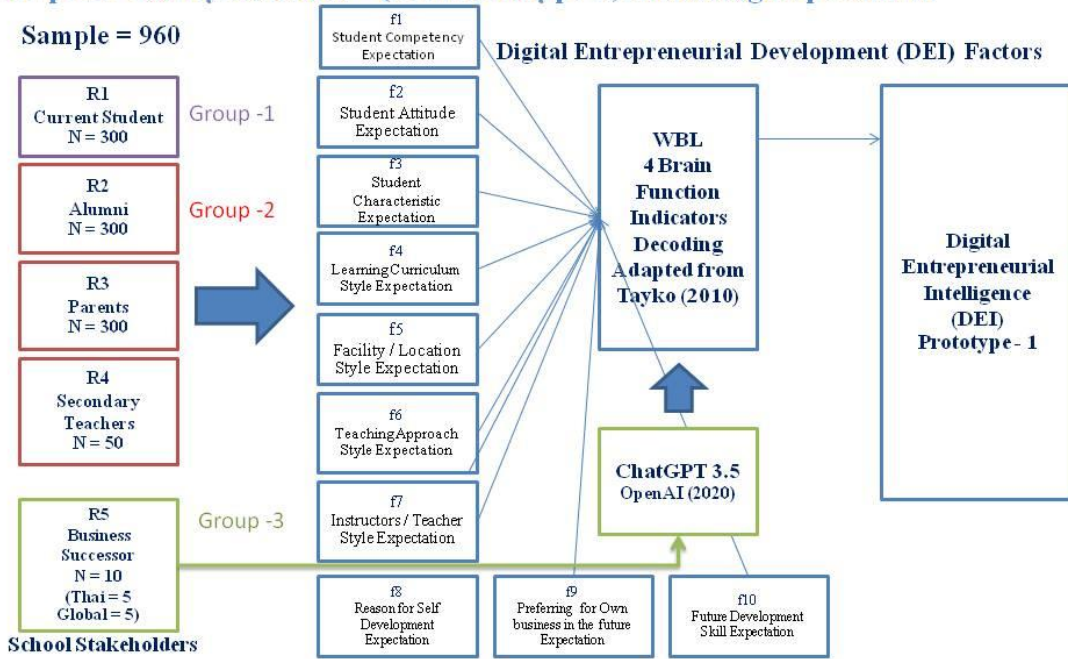 Sample = 960
Digital Entrepreneurial Development (DEI) Factors
R1
Current Student
N = 300
Group -1
R2
Alumni
N = 300
Group -2
R3
Parents
N = 300
R4
Secondary
Teachers
N = 50
R5
Business
Successor
N = 10
(Thai = 5
Global = 5)
Group -3
School Stakeholders
f1
Student Competency
Expectation
f2
Student Attitude
Expectation
f3
Student
Characteristic
Expectation
f4
Learning Curriculum
Style Expectation
f5
Facility / Location
Style Expectation
f6
Teaching Approach
Style Expectation
f7
Instructors / Teacher
Style Expectation
f8
Reason for Self
Development
Expectation
f9
Preferring for Own
business in the future
Expectation
f10
Future Development
Skill Expectation
WBL
4 Brain
Function
Indicators
Decoding
Adapted from
Tayko (2010)
ChatGPT 3.5
OpenAI (2020)
Digital
Entrepreneurial
Intelligence
(DEI)
Prototype - 1